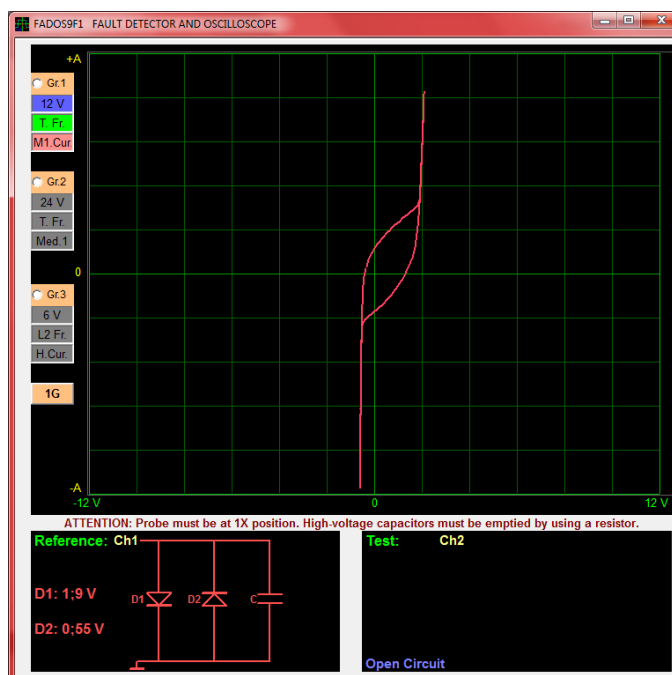 FADOS9F1 FAULT DETECTOR AND OSCILLOSCOPE
+A
Gr.1
12 V
T. Fr.
M1.Cur.
Gr.2
24 V
T. Fr.
Med.1
0
Gr.3
6 V
L2 Fr.
H.Cur.
1G
-A
-12 V 0 12 V
ATTENTION: Probe must be at 1X position. High-voltage capacitors must be emptied by using a resistor.
Reference: Ch1
D1: 1;9 V
D2: 0;55 V
D1 D2 C
Test: Ch2
Open Circuit